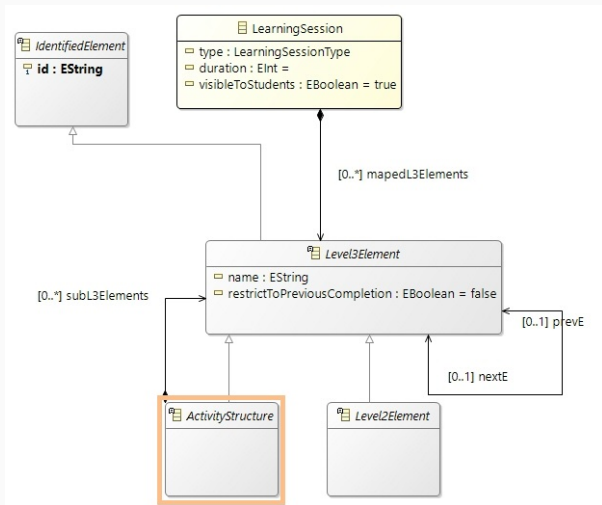 LearningSession
type : LearningSessionType
duration : EInt =
visibleToStudents : EBoolean = true
IdentifiedElement
id : EString
[0..*] mapedL3Elements
Level3Element
name : EString
restrictToPreviousCompletion : EBoolean = false
[0..*] subL3Elements
[0..1] prevE
[0..1] nextE
ActivityStructure
Level2Element